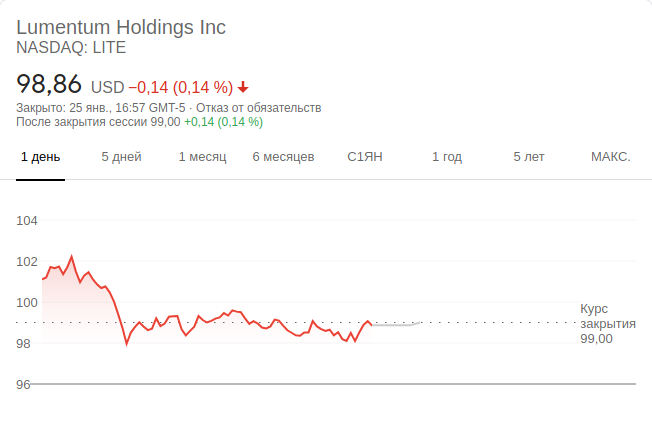 Lumentum Holdings Inc
NASDAQ: LITE
98,86 USD −0,14 (0,14 %)
Закрыто: 25 янв., 16:57 GMT-5 · Отказ от обязательств
После закрытия сессии 99,00 +0,14 (0,14 %)
1 день 5 дней 1 месяц 6 месяцев С1ЯН 1 год 5 лет МАКС.
104
102
100
98
96
Курс
закрытия
99,00